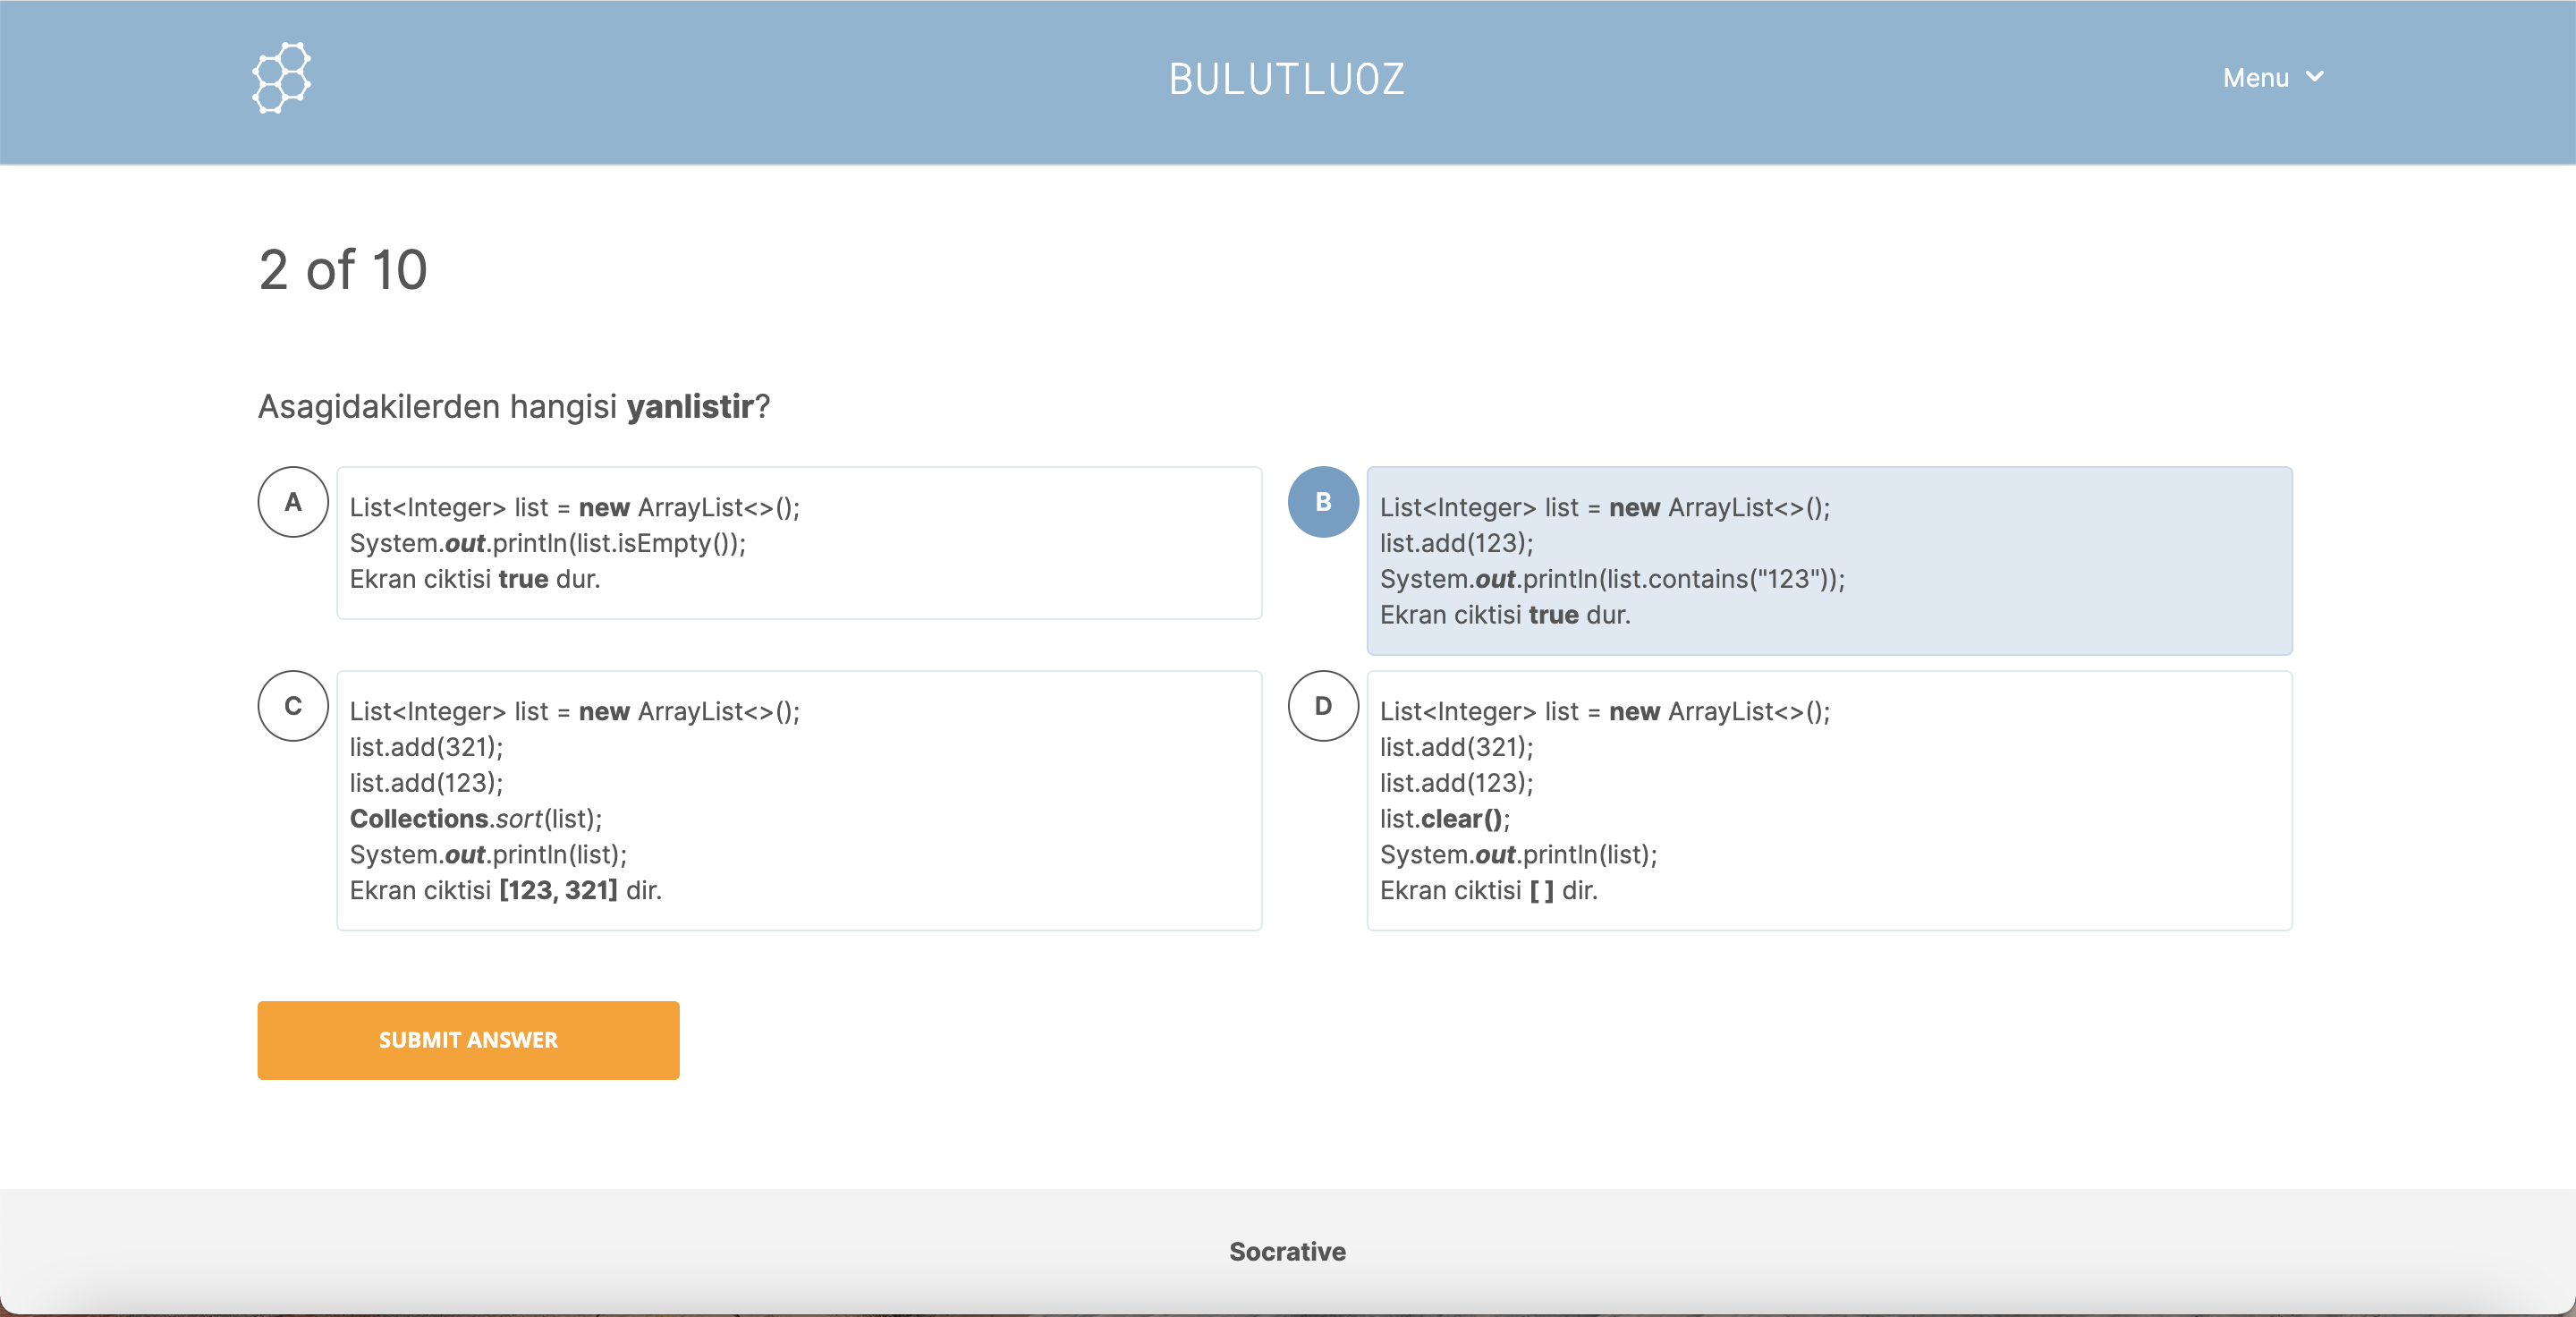 BULUTLUOZ
Menu
2 of 10
Asagidakilerden hangisi yanlistir?
A
List<Integer> list = new ArrayList<>();
System.out.println(list.isEmpty());
Ekran ciktisi true dur.
B
List<Integer> list = new ArrayList<>();
list.add(123);
System.out.println(list.contains("123"));
Ekran ciktisi true dur.
C
List<Integer> list = new ArrayList<>();
list.add(321);
list.add(123);
Collections.sort(list);
System.out.println(list);
Ekran ciktisi [123, 321] dir.
D
List<Integer> list = new ArrayList<>();
list.add(321);
list.add(123);
list.clear();
System.out.println(list);
Ekran ciktisi [ ] dir.
SUBMIT ANSWER
Socrative